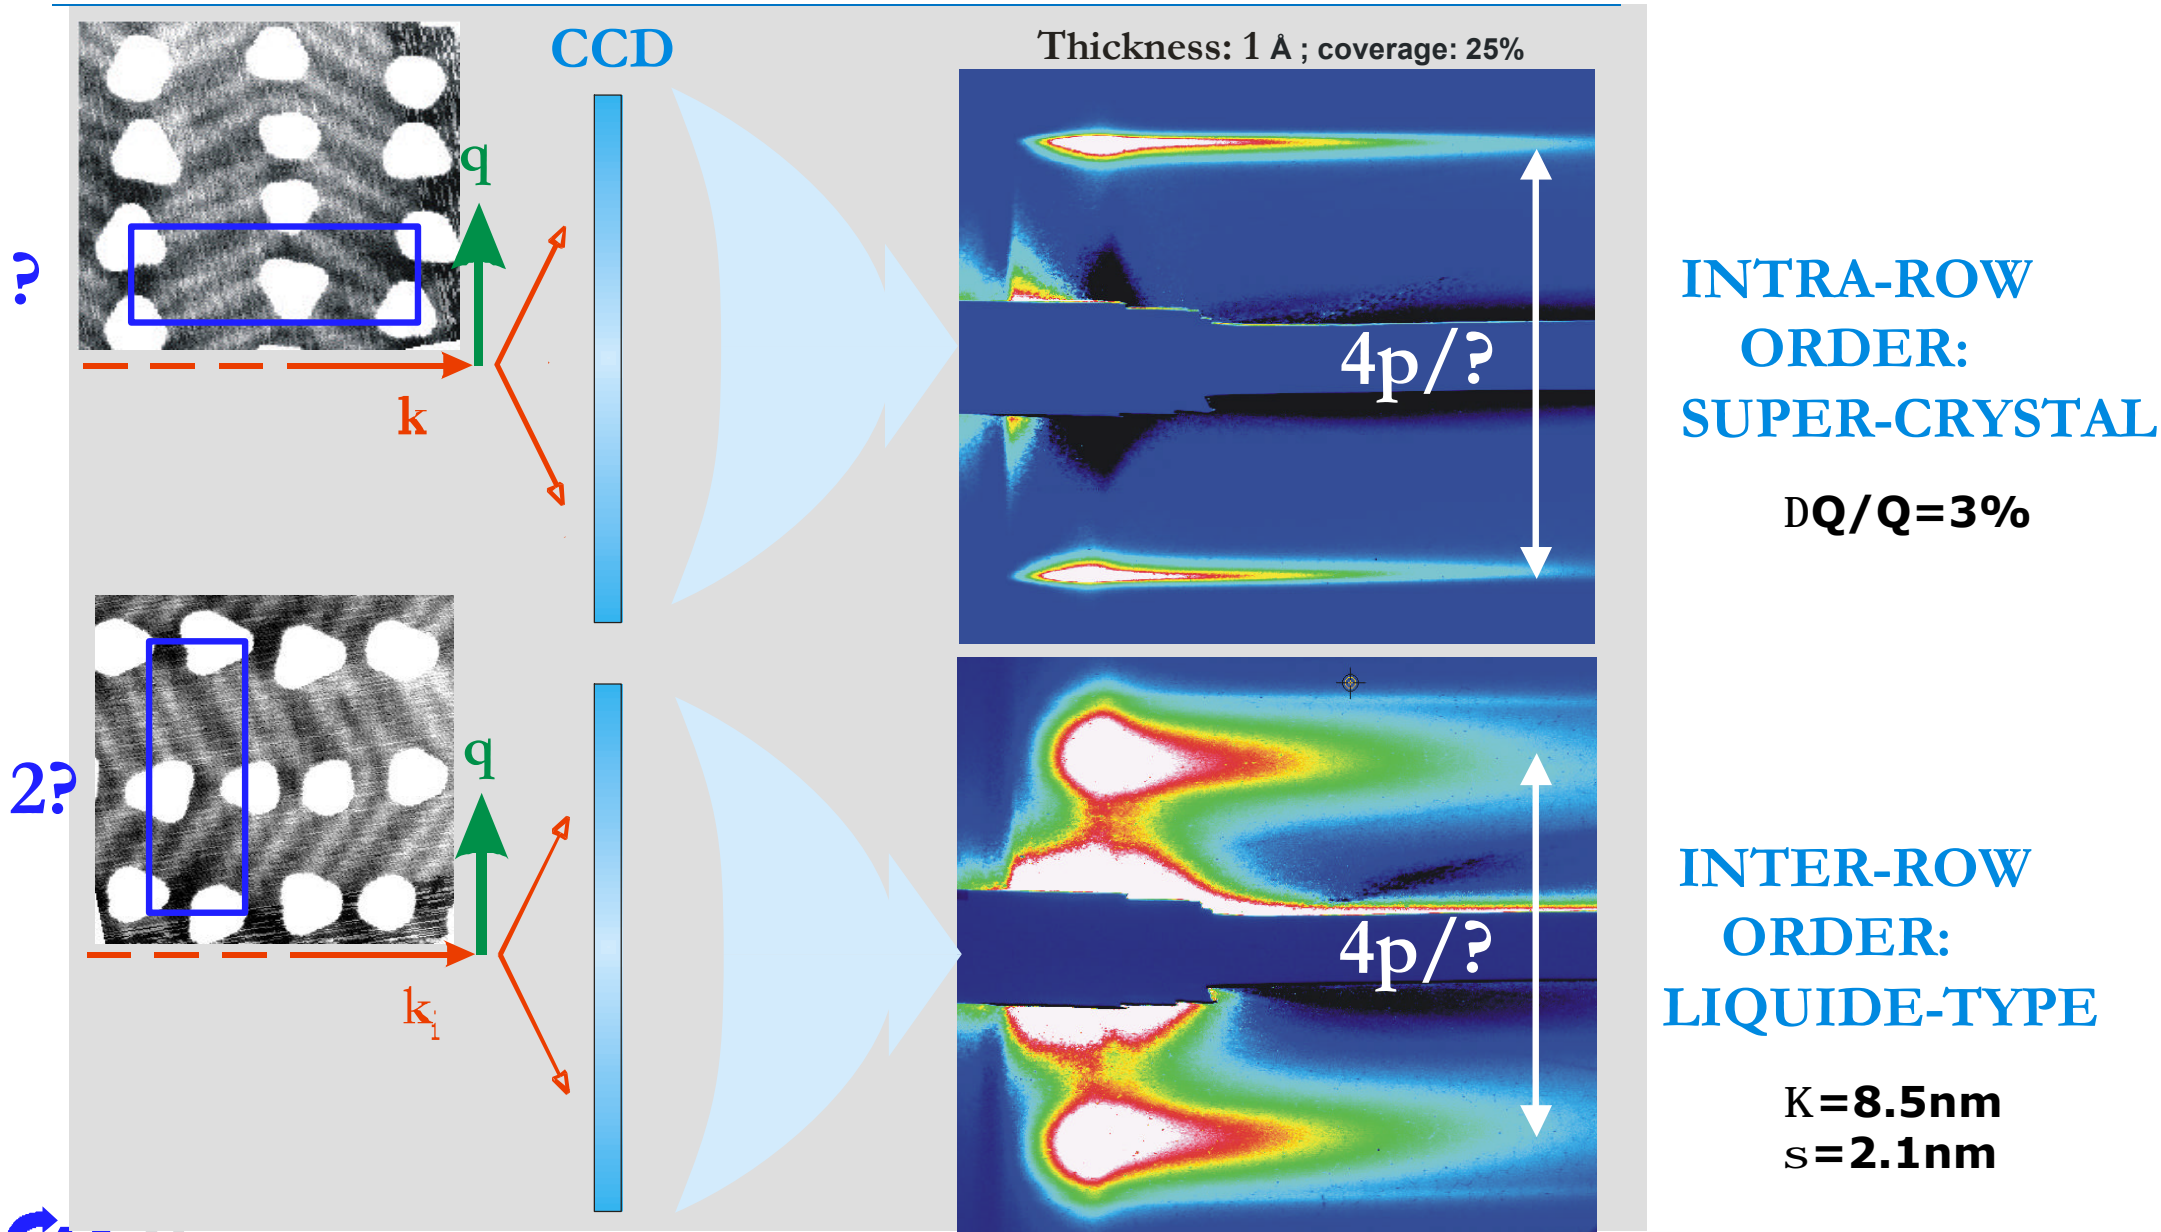 CCD
Thickness: 1 Å ; coverage: 25%
q
?
k
4p/?
INTRA-ROW
ORDER:
SUPER-CRYSTAL
DQ/Q=3%
q
2?
k i
4p/?
INTER-ROW
ORDER:
LIQUIDE-TYPE
K=8.5nm
s=2.1nm